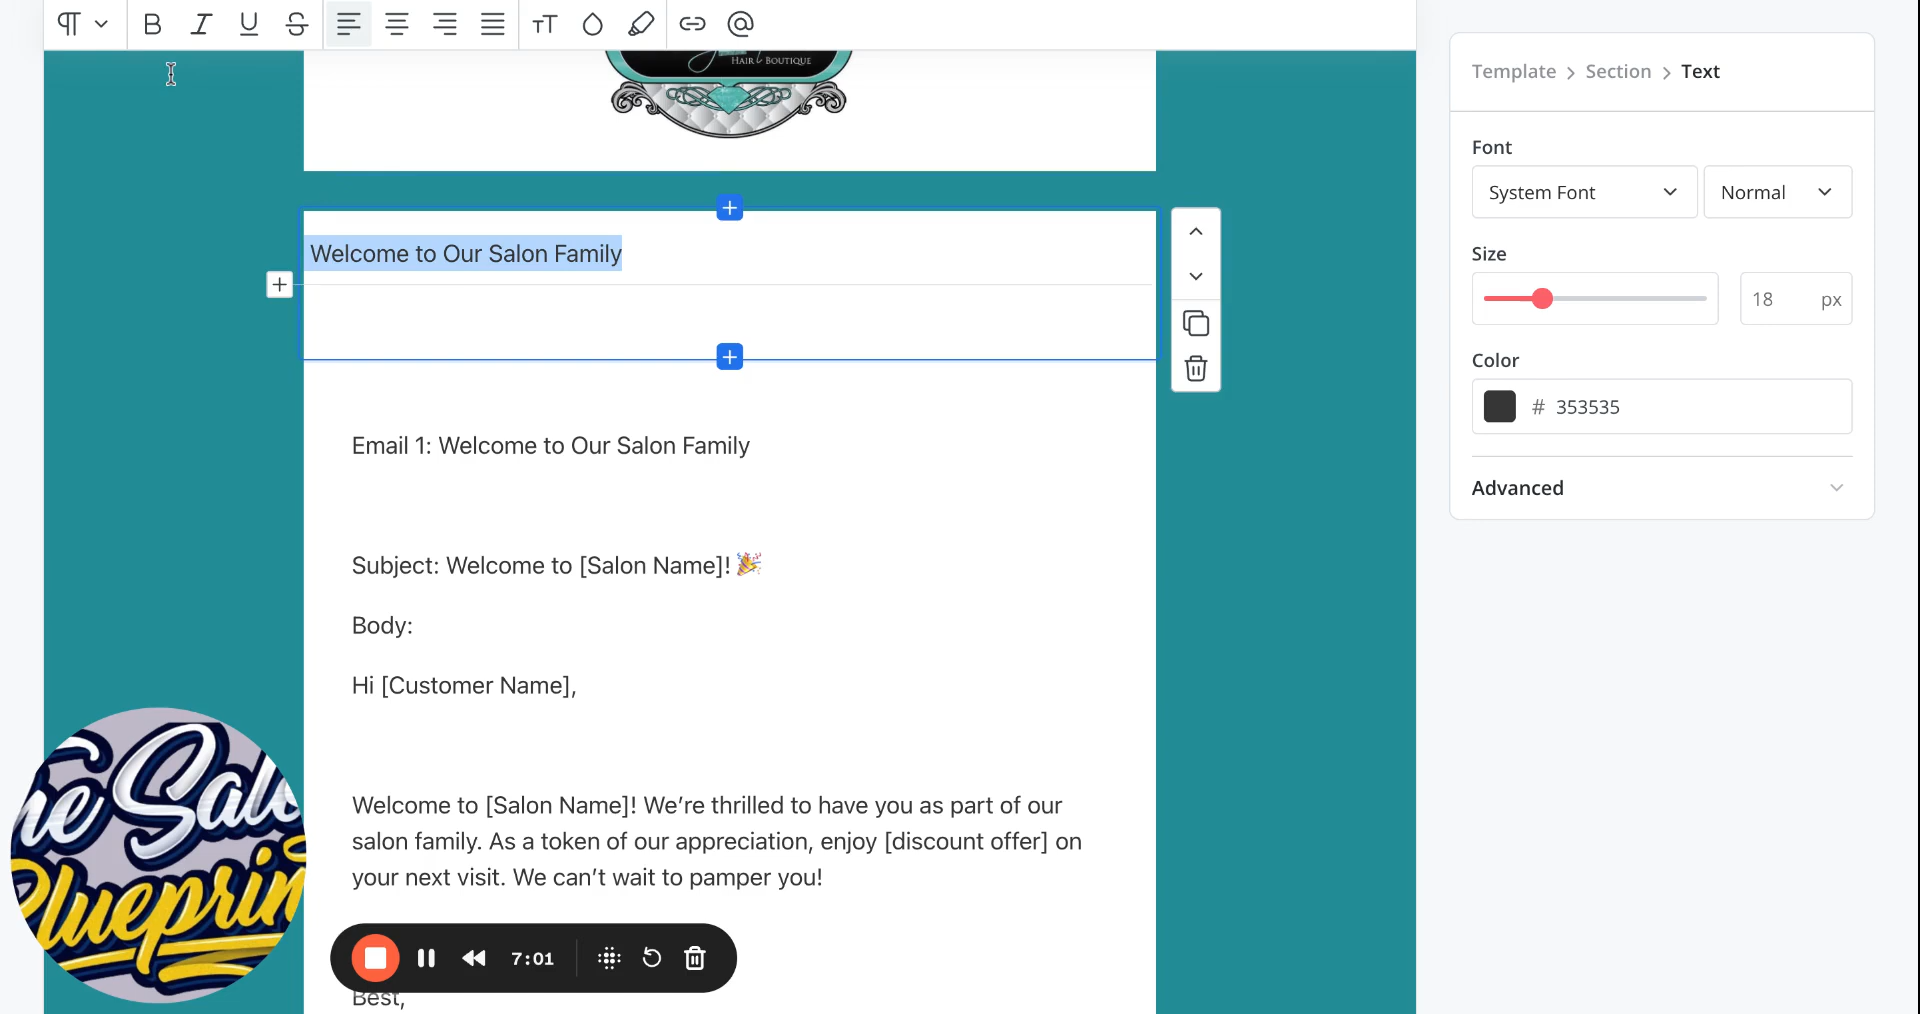 HAIR BOUTIQUE
Template > Section > Text
Font
System Font
Normal
Welcome to Our Salon Family
Size
18 px
Color
# 353535
Advanced
Email 1: Welcome to Our Salon Family
Subject: Welcome to [Salon Name]! 🎉
Body:
Hi [Customer Name],
Welcome to [Salon Name]! We’re thrilled to have you as part of our
salon family. As a token of our appreciation, enjoy [discount offer] on
your next visit. We can’t wait to pamper you!
7:01
Best,